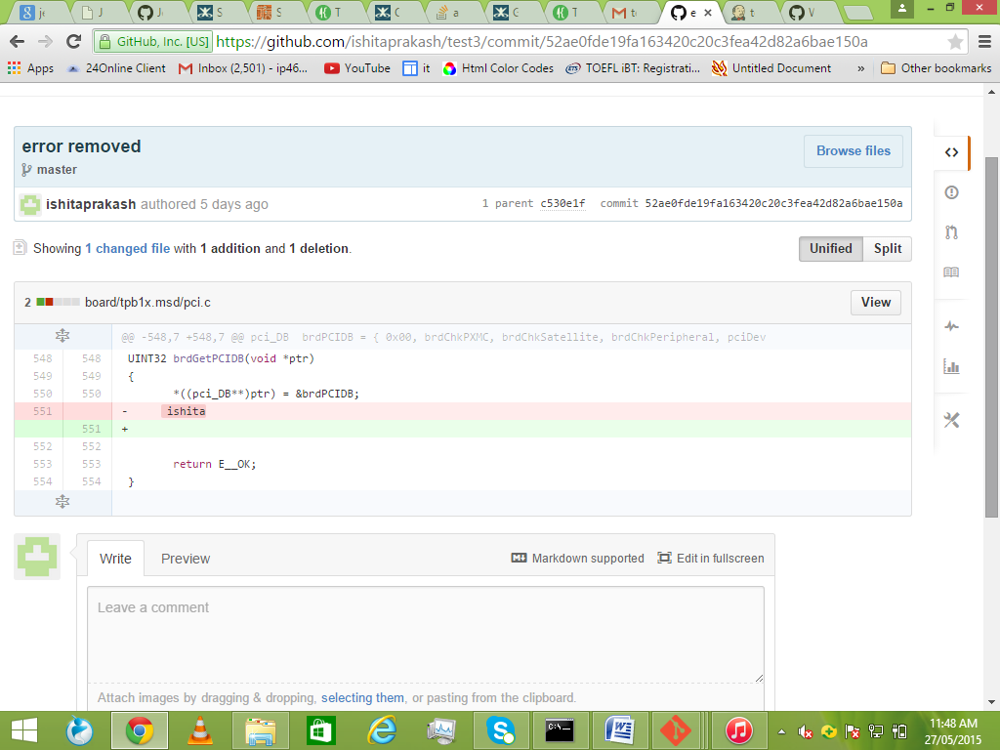 j
J
J
S
S
T
C
a
C
T
t
e
t
V
GitHub, Inc. [US] https://github.com/ishitaprakash/test3/commit/52ae0fde19fa163420c20c3fea42d82a6bae150a
Apps 24Online Client Inbox (2,501) - ip46... YouTube it Html Color Codes TOEFL iBT: Registrati... Untitled Document » Other bookmarks
error removed Browse files
master
ishitaprakash authored 5 days ago 1 parent c530e1f commit 52ae0fde19fa163420c20c3fea42d82a6bae150a
Showing 1 changed file with 1 addition and 1 deletion. Unified Split
2 board/tpb1x.msd/pci.c View
@@ -548,7 +548,7 @@ pci_DB brdPCIDB = { 0x00, brdChkPXMC, brdChkSatellite, brdChkPeripheral, pciDev
548 548 UINT32 brdGetPCIDB(void *ptr)
549 549 {
550 550 *((pci_DB**)ptr) = &brdPCIDB;
551 - ishita
551 +
552 552
553 553 return E__OK;
554 554 }
Write Preview Markdown supported Edit in fullscreen
Leave a comment
Attach images by dragging & dropping, selecting them, or pasting from the clipboard.
11:48 AM
27/05/2015